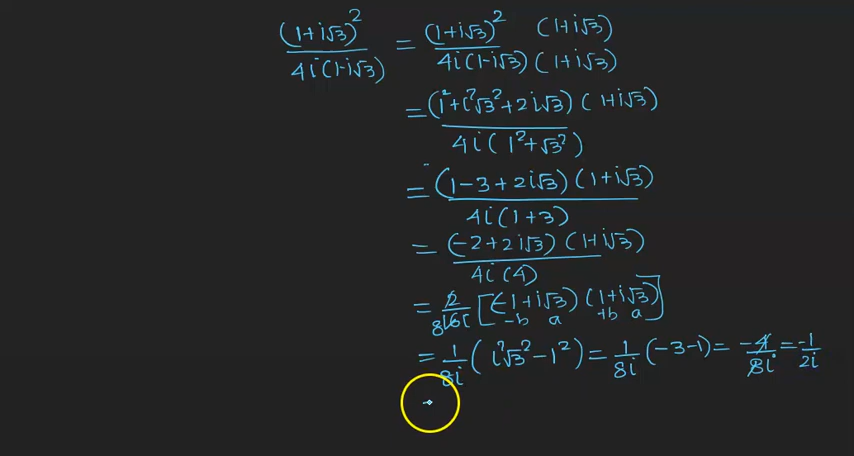 (1+i√3)² / 4i(1-i√3) = (1+i√3)² (1+i√3) / 4i(1-i√3)(1+i√3)
= (1²+i²√3²+2i√3)(1+i√3) / 4i(1²+√3²)
= (1-3+2i√3)(1+i√3) / 4i(1+3)
= (-2+2i√3)(1+i√3) / 4i(4)
= 2 / 8 16i [(-1+i√3)(1+i√3)]
-b a +b a
= 1/8i (i²√3²-1²) = 1/8i (-3-1) = -4/8i = -1/2i